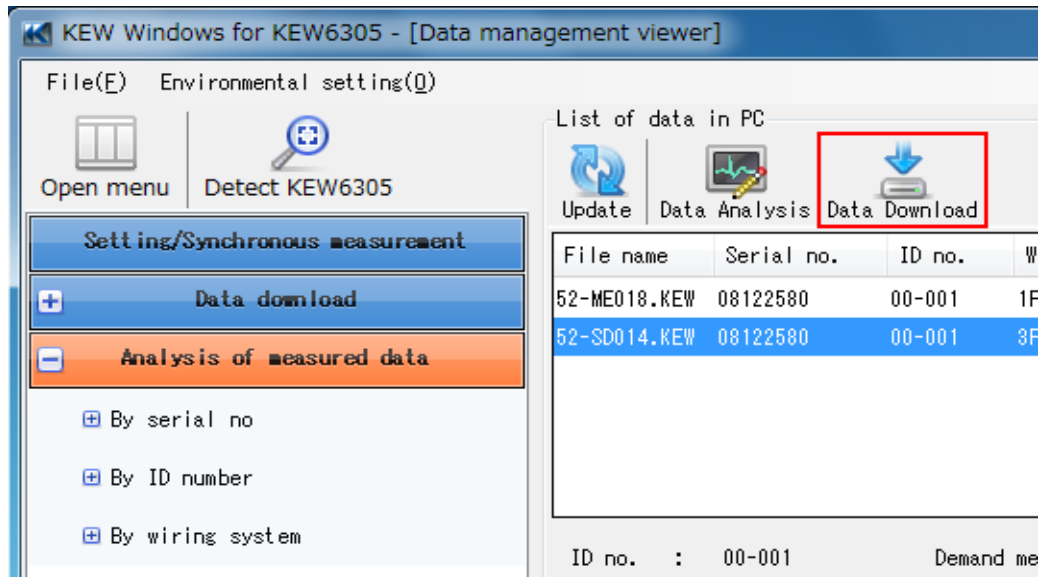 KEW Windows for KEW6305 - [Data management viewer]
File(F) Environmental setting(O)
Open menu
Detect KEW6305
Setting/Synchronous measurement
Data download
Analysis of measured data
By serial no
By ID number
By wiring system
List of data in PC
Update
Data Analysis
Data Download
File name Serial no. ID no. W
52-ME018.KEW 08122580 00-001 1P
52-SD014.KEW 08122580 00-001 3P
ID no. : 00-001 Demand me